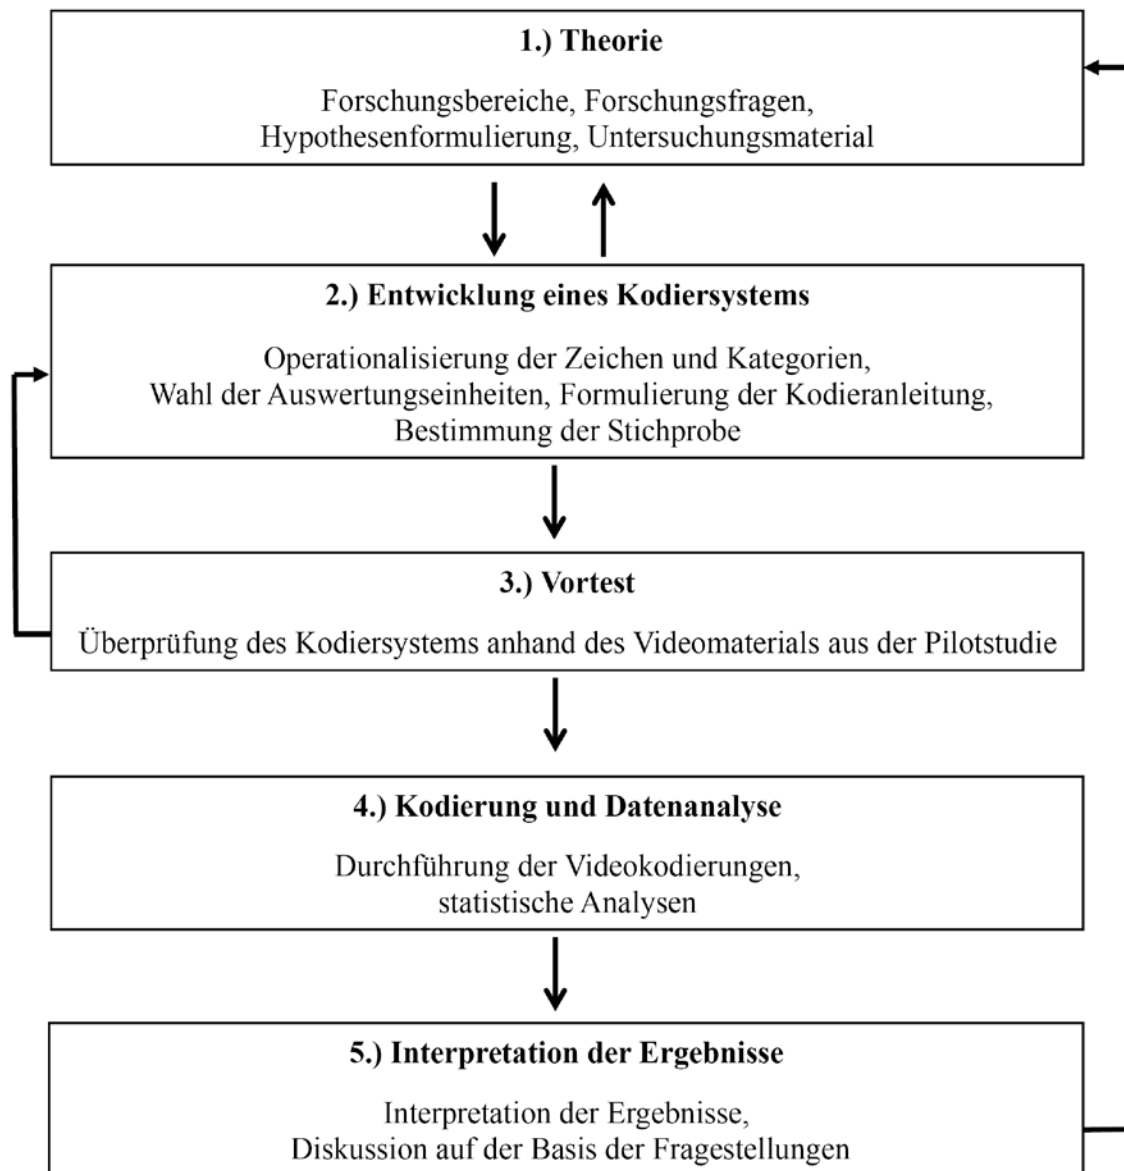 1.) Theorie
Forschungsbereiche, Forschungsfragen,
Hypothesenformulierung, Untersuchungsmaterial
2.) Entwicklung eines Kodiersystems
Operationalisierung der Zeichen und Kategorien,
Wahl der Auswertungseinheiten, Formulierung der Kodieranleitung,
Bestimmung der Stichprobe
3.) Vortest
Überprüfung des Kodiersystems anhand des Videomaterials aus der Pilotstudie
4.) Kodierung und Datenanalyse
Durchführung der Videokodierungen,
statistische Analysen
5.) Interpretation der Ergebnisse
Interpretation der Ergebnisse,
Diskussion auf der Basis der Fragestellungen